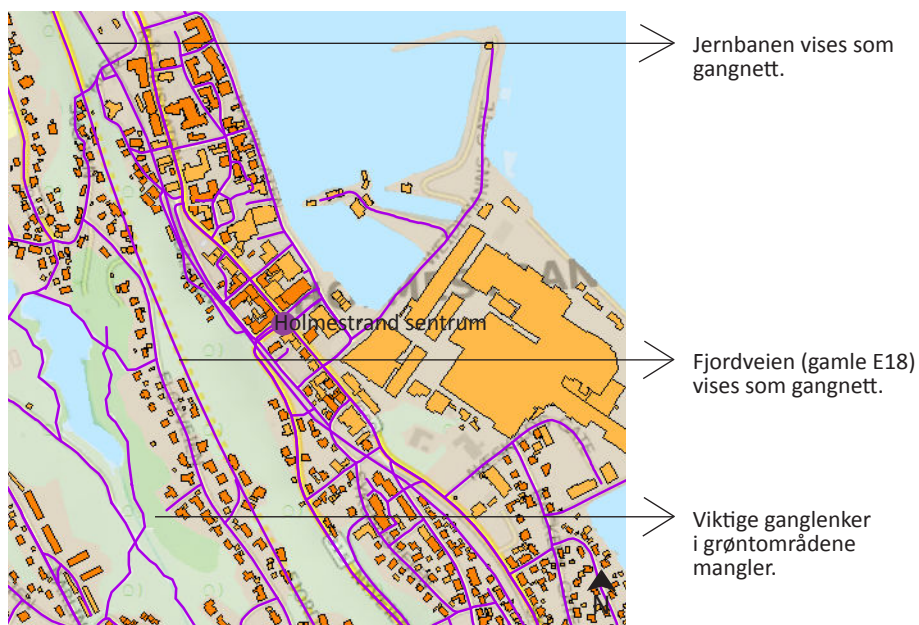 Jernbanen vises som
gangnett.
Holmestrand sentrum
Fjordveien (gamle E18)
vises som gangnett.
Viktige ganglenker
i grøntområdene
mangler.
N